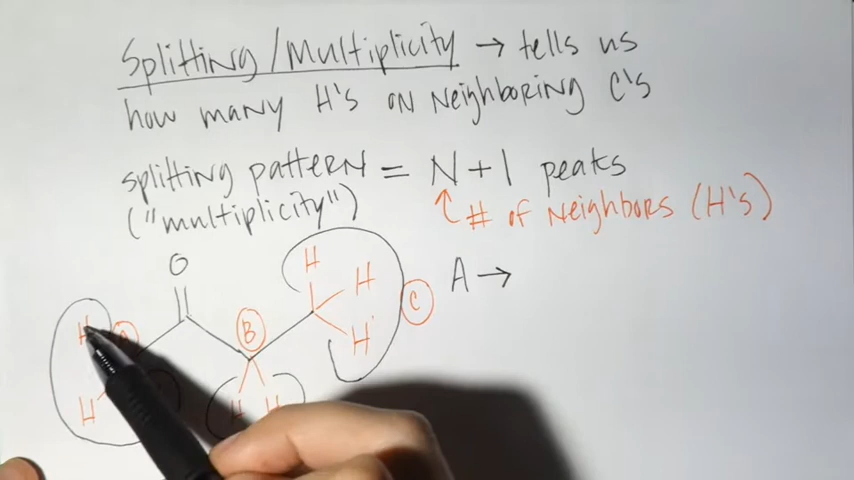 Splitting/Multiplicity → tells us
how many H's on Neighboring C's
splitting pattern = N+1 peaks
("multiplicity")
# of Neighbors (H's)
A →
O
H
H
C
H
B
H
H
H
H